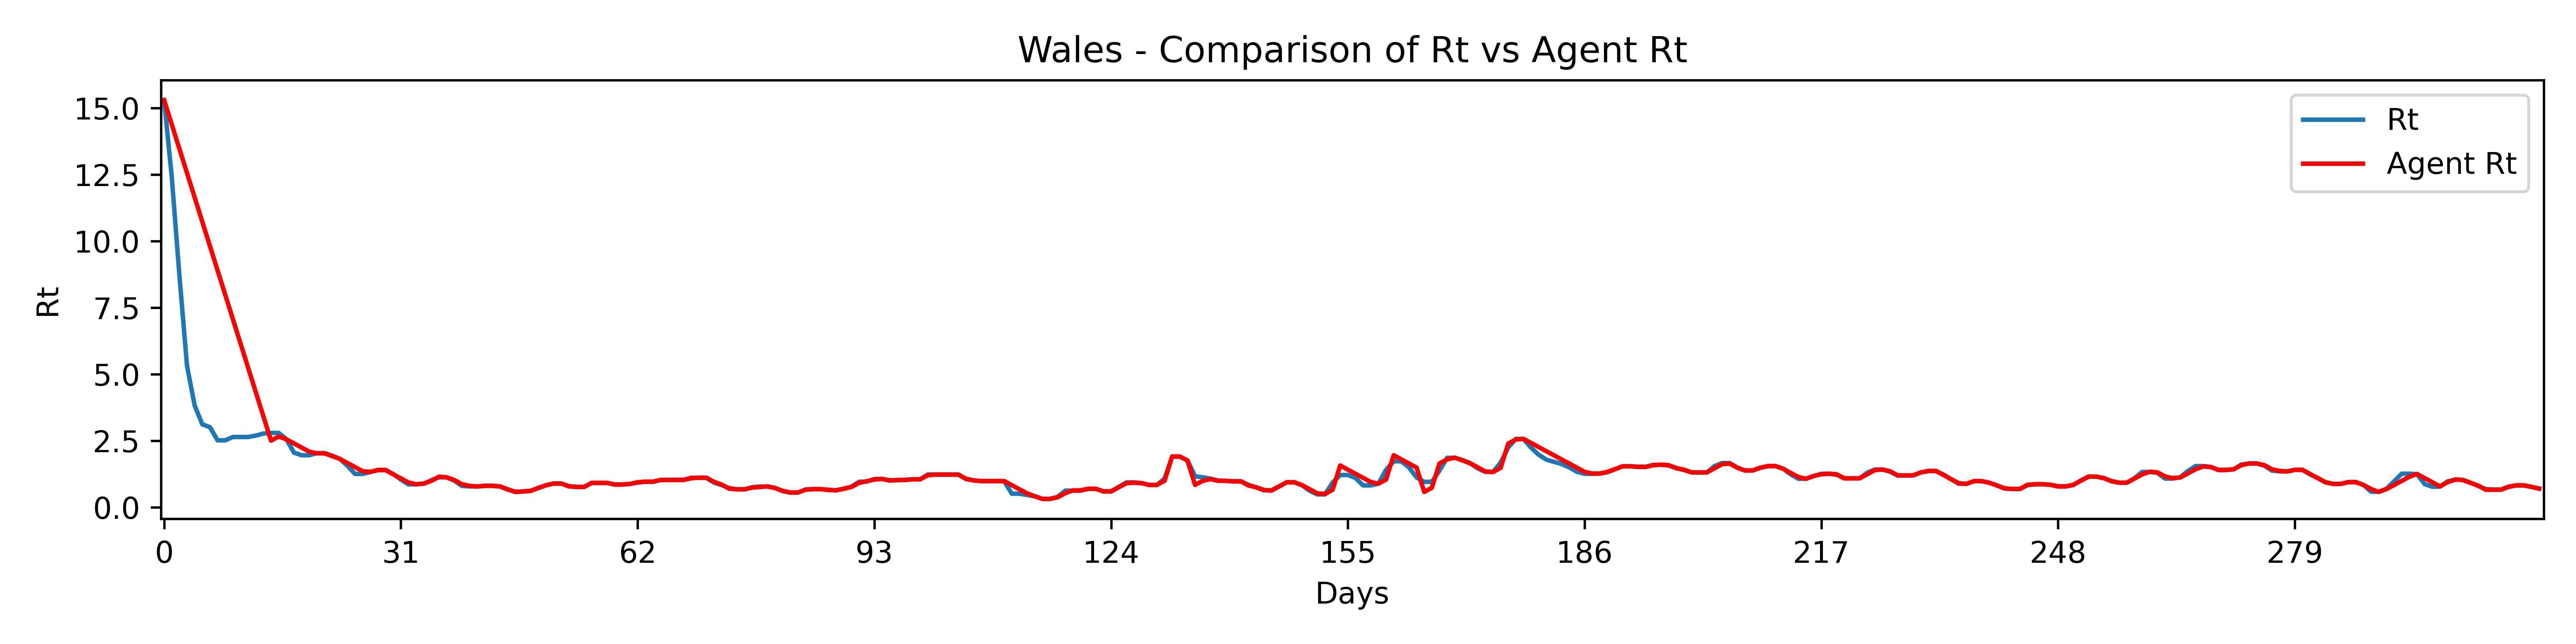 Wales - Comparison of Rt vs Agent Rt
15.0
12.5
10.0
7.5
5.0
2.5
0.0
Rt
Rt
Agent Rt
0 31 62 93 124 155 186 217 248 279
Days